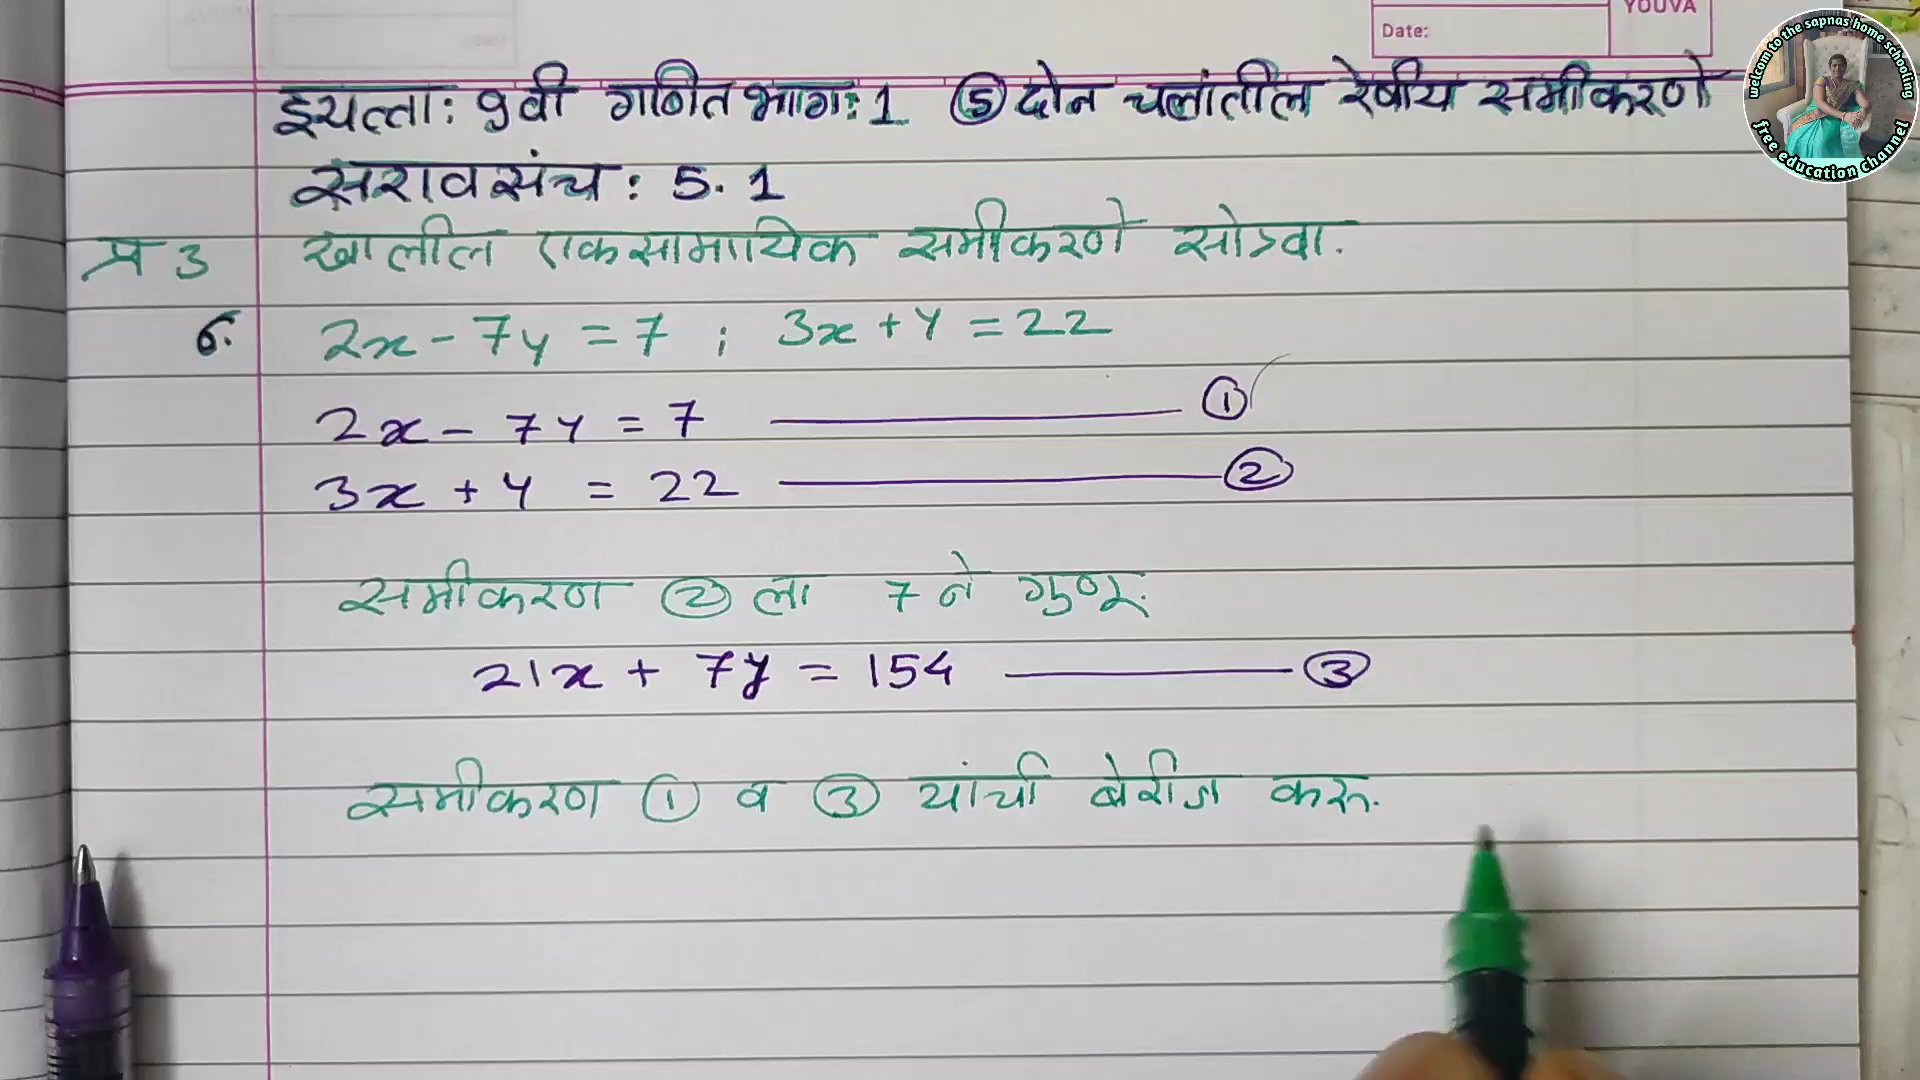 YOUVA
Date:
welcom to the sapnas home schooling
free education channel
इयत्ता: 9वी गणित भाग: 1 ⑤ दोन चलांतील रेषीय समीकरणे
सरावसंच: 5.1
प्र 3 खालील एकसामायिक समीकरणे सोडवा.
6. 2x - 7y = 7 ; 3x + y = 22
2x - 7y = 7 ——— ①
3x + y = 22 ——— ②
समीकरण ② ला 7 ने गुणू.
21x + 7y = 154 ——— ③
समीकरण ① व ③ यांची बेरीज करू.